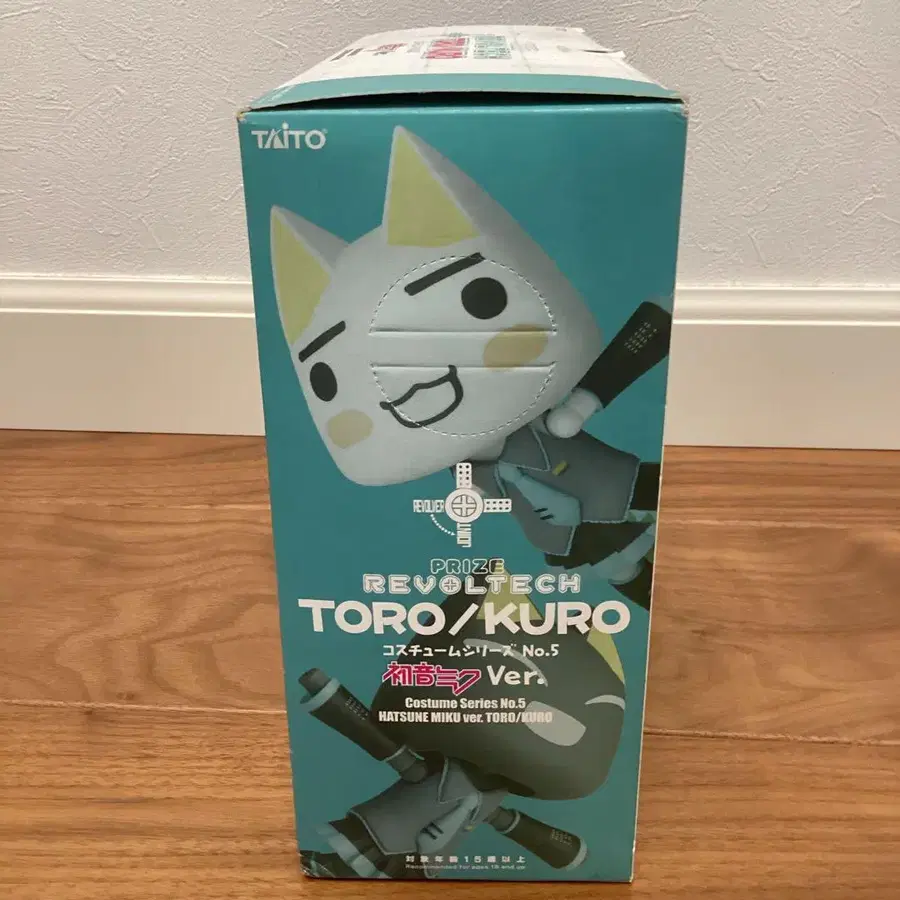 TAITO
REVOLVER
JOINT
PRIZE
REVOLTECH
TORO/KURO
コスチュームシリーズ No.5
初音ミク Ver.
Costume Series No.5
HATSUNE MIKU ver. TORO/KURO
対象年齢15歳以上
Recommended for ages 15 and up